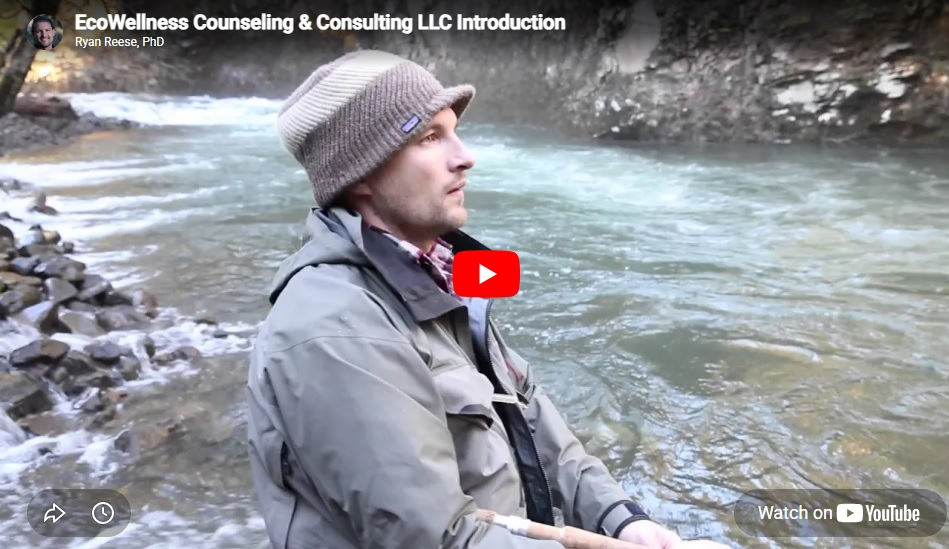 EcoWellness Counseling & Consulting LLC Introduction
Ryan Reese, PhD
Watch on YouTube